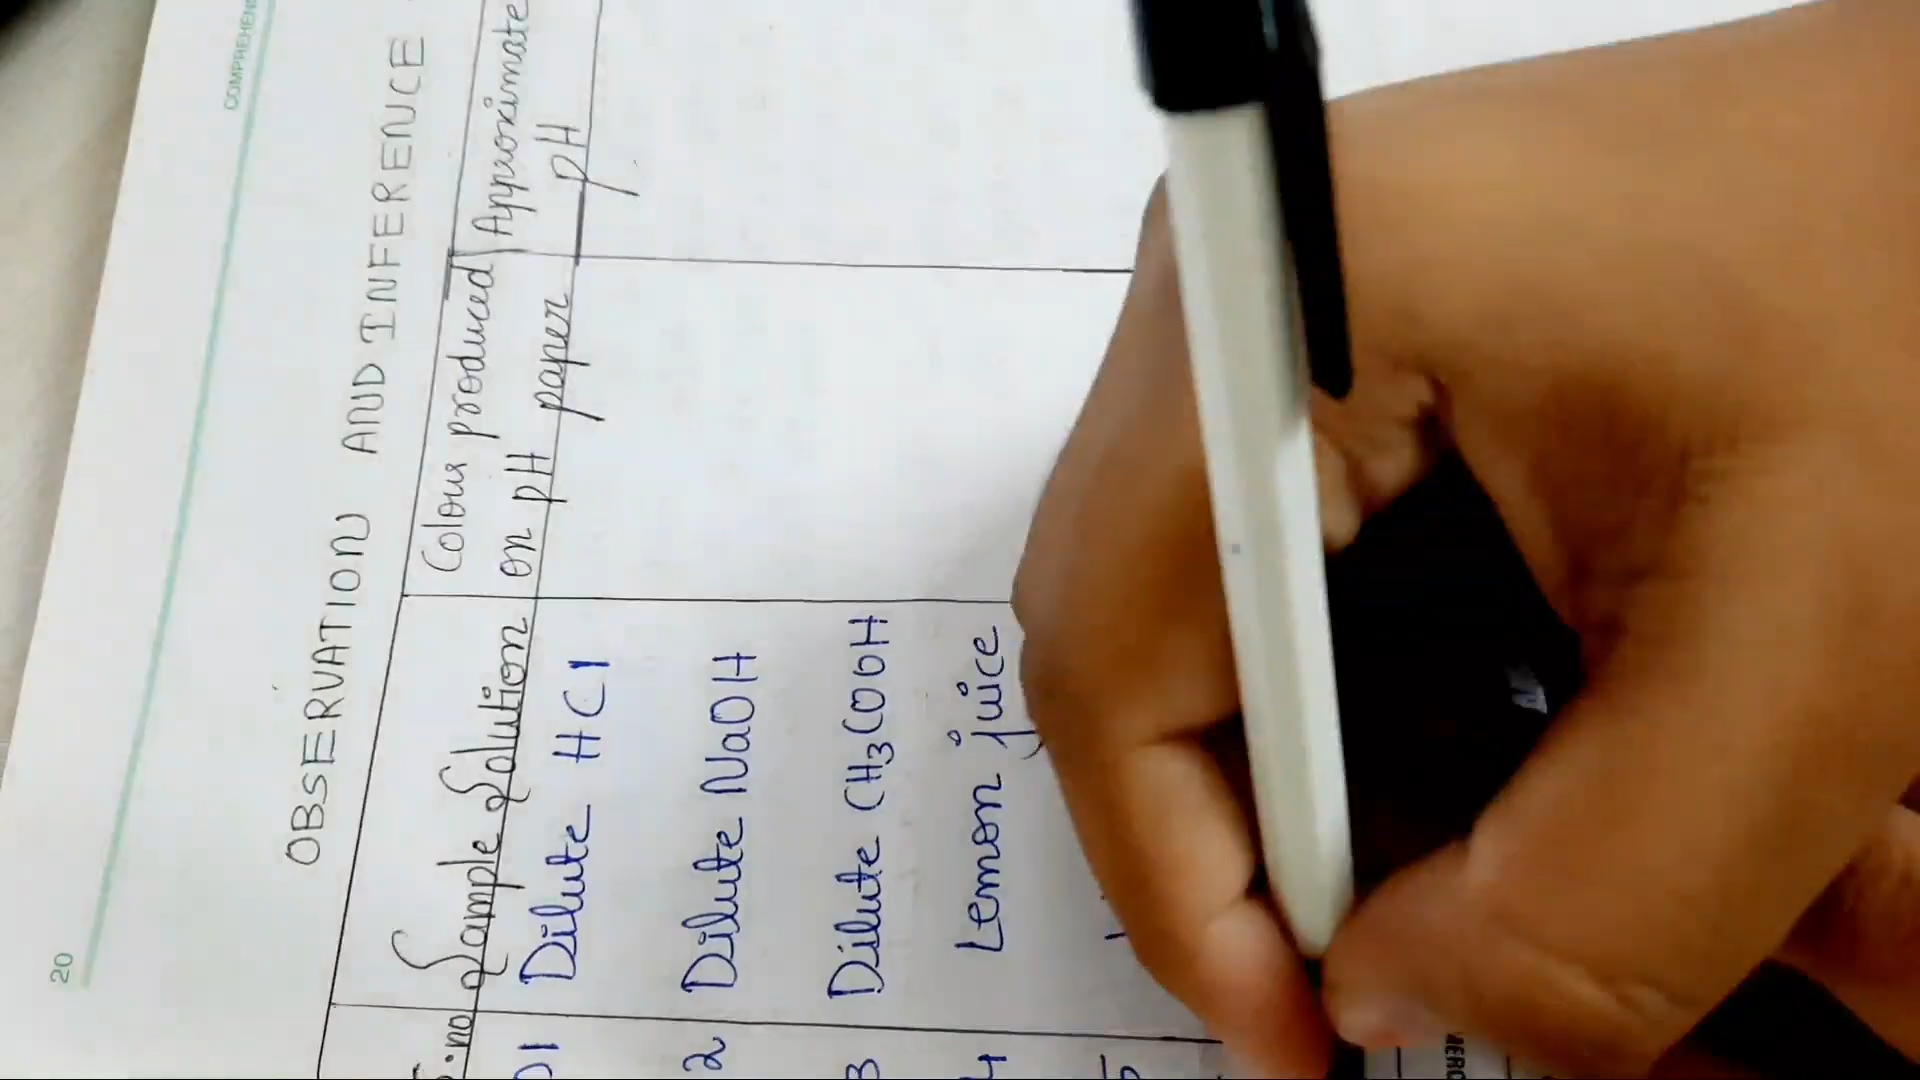 20
OBSERVATION AND INFERENCE
S.no
Sample Solution
Colour produced
on pH paper
Approximate
pH
01 Dilute HCl
2 Dilute NaOH
3 Dilute CH3COOH
4 Lemon juice
5